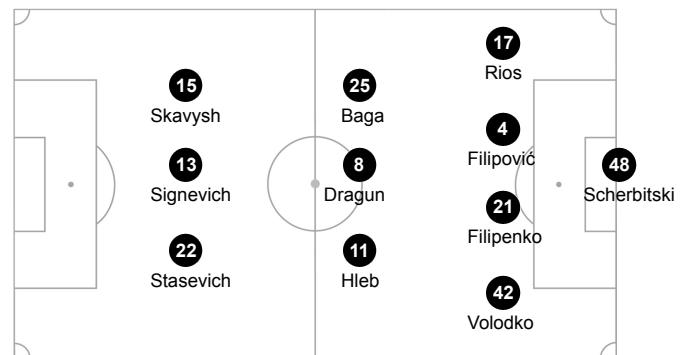 17
Rios
15
Skavysh
25
Baga
4
Filipović
13
Signevich
8
Dragun
48
Scherbitski
21
Filipenko
22
Stasevich
11
Hleb
42
Volodko